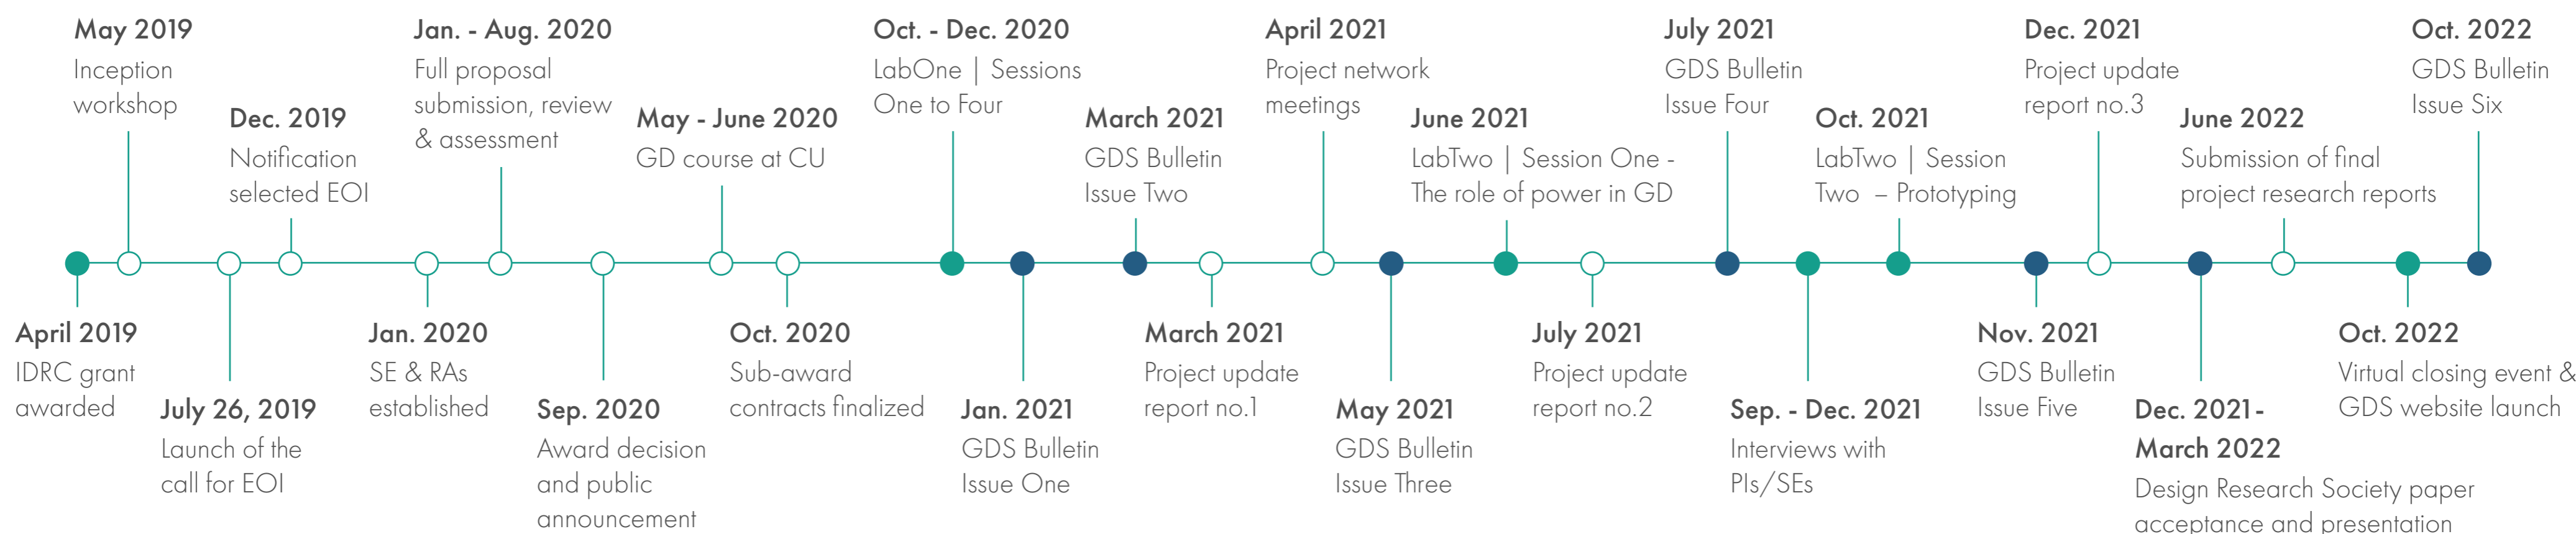 May 2019
Inception
workshop
Dec. 2019
Notification
selected EOI
Jan. - Aug. 2020
Full proposal
submission, review
& assessment
May - June 2020
GD course at CU
Oct. - Dec. 2020
LabOne | Sessions
One to Four
March 2021
GDS Bulletin
Issue Two
April 2021
Project network
meetings
June 2021
LabTwo | Session One -
The role of power in GD
July 2021
GDS Bulletin
Issue Four
Oct. 2021
LabTwo | Session
Two – Prototyping
Dec. 2021
Project update
report no.3
June 2022
Submission of final
project research reports
Oct. 2022
GDS Bulletin
Issue Six
April 2019
IDRC grant
awarded
July 26, 2019
Launch of the
call for EOI
Jan. 2020
SE & RAs
established
Sep. 2020
Award decision
and public
announcement
Oct. 2020
Sub-award
contracts finalized
Jan. 2021
GDS Bulletin
Issue One
March 2021
Project update
report no.1
May 2021
GDS Bulletin
Issue Three
July 2021
Project update
report no.2
Sep. - Dec. 2021
Interviews with
PIs/SEs
Nov. 2021
GDS Bulletin
Issue Five
Dec. 2021-
March 2022
Design Research Society paper
acceptance and presentation
Oct. 2022
Virtual closing event &
GDS website launch